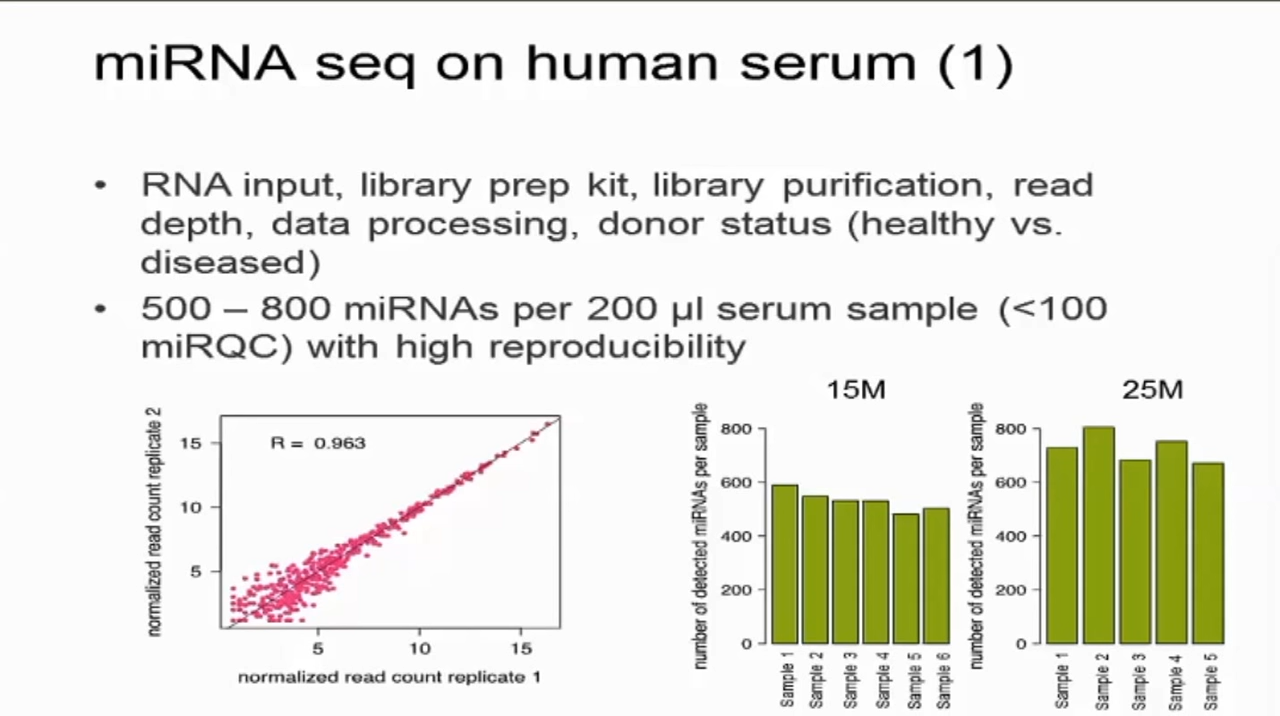 miRNA seq on human serum (1)
• RNA input, library prep kit, library purification, read
depth, data processing, donor status (healthy vs.
diseased)
• 500 – 800 miRNAs per 200 µl serum sample (<100
miRQC) with high reproducibility
normalized read count replicate 2
15
10
5
R = 0.963
5 10 15
normalized read count replicate 1
15M
number of detected miRNAs per sample
800
600
400
200
0
Sample 1
Sample 2
Sample 3
Sample 4
Sample 5
Sample 6
25M
number of detected miRNAs per sample
800
600
400
200
0
Sample 1
Sample 2
Sample 3
Sample 4
Sample 5